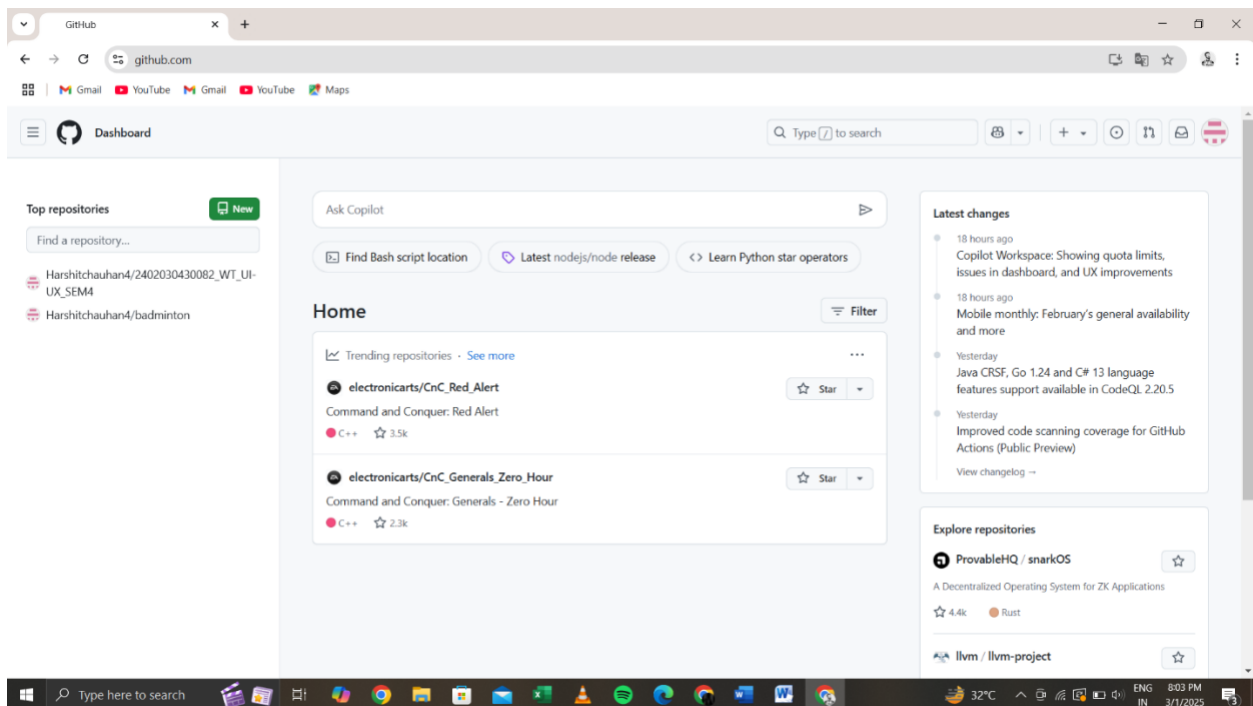 GitHub
github.com
Gmail YouTube Gmail YouTube Maps
Dashboard
Type / to search
Top repositories
New
Find a repository...
Harshitchauhan4/2402030430082_WT_UI-
UX_SEM4
Harshitchauhan4/badminton
Ask Copilot
Find Bash script location
Latest nodejs/node release
Learn Python star operators
Home
Filter
Trending repositories · See more
electronicarts/CnC_Red_Alert
Star
Command and Conquer: Red Alert
C++ 3.5k
electronicarts/CnC_Generals_Zero_Hour
Star
Command and Conquer: Generals - Zero Hour
C++ 2.3k
Latest changes
18 hours ago
Copilot Workspace: Showing quota limits,
issues in dashboard, and UX improvements
18 hours ago
Mobile monthly: February's general availability
and more
Yesterday
Java CRSF, Go 1.24 and C# 13 language
features support available in CodeQL 2.20.5
Yesterday
Improved code scanning coverage for GitHub
Actions (Public Preview)
View changelog →
Explore repositories
ProvableHQ / snarkOS
A Decentralized Operating System for ZK Applications
4.4k Rust
llvm / llvm-project
Type here to search
32°C
ENG
IN
8:03 PM
3/1/2025
3